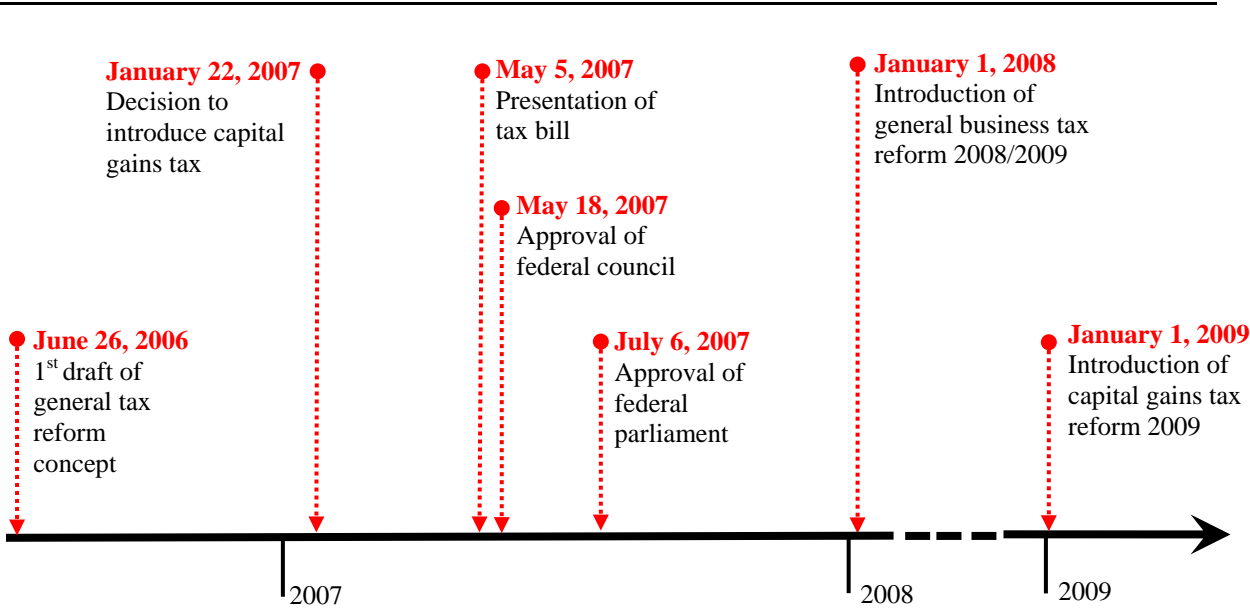 January 22, 2007
Decision to
introduce capital
gains tax
May 5, 2007
Presentation of
tax bill
January 1, 2008
Introduction of
general business tax
reform 2008/2009
May 18, 2007
Approval of
federal council
June 26, 2006
1st draft of
general tax
reform
concept
July 6, 2007
Approval of
federal
parliament
January 1, 2009
Introduction of
capital gains tax
reform 2009
2007
2008
2009